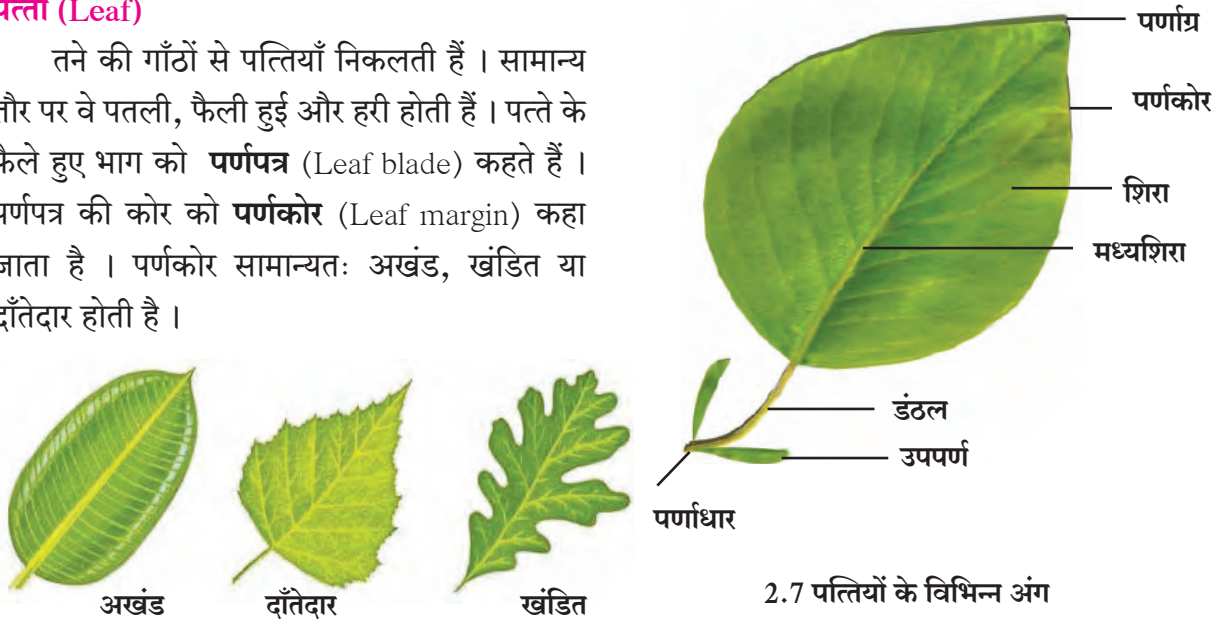 पत्ती (Leaf)
तने की गाँठों से पत्तियाँ निकलती हैं । सामान्य
तौर पर वे पतली, फैली हुई और हरी होती हैं । पत्ते के
फैले हुए भाग को पर्णपत्र (Leaf blade) कहते हैं ।
पर्णपत्र की कोर को पर्णकोर (Leaf margin) कहा
जाता है । पर्णकोर सामान्यतः अखंड, खंडित या
दाँतेदार होती है ।
अखंड
दाँतेदार
खंडित
पर्णाग्र
पर्णकोर
शिरा
मध्यशिरा
डंठल
उपपर्ण
पर्णाधार
2.7 पत्तियों के विभिन्न अंग